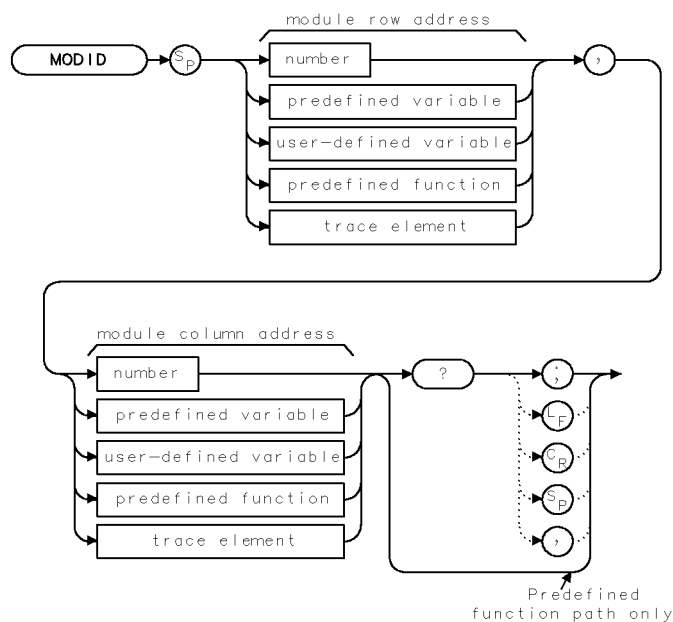 module row address
MODID
SP
number
,
predefined variable
user-defined variable
predefined function
trace element
module column address
number
?
;
predefined variable
LF
user-defined variable
CR
predefined function
SP
trace element
,
Predefined
function path only